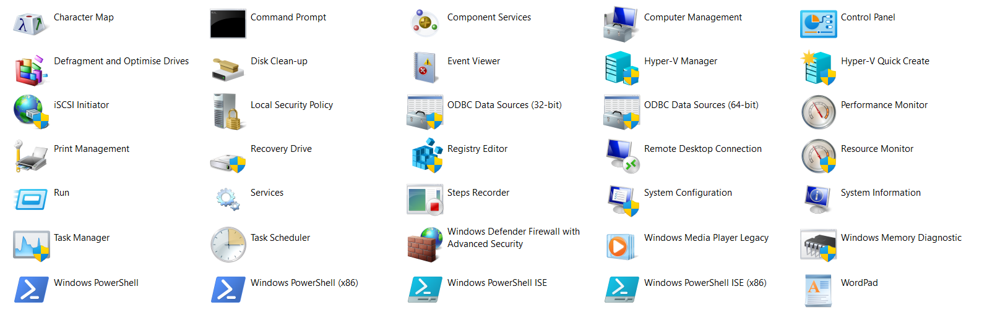 Character Map
Command Prompt
Component Services
Computer Management
Control Panel
Defragment and Optimise Drives
Disk Clean-up
Event Viewer
Hyper-V Manager
Hyper-V Quick Create
iSCSI Initiator
Local Security Policy
ODBC Data Sources (32-bit)
ODBC Data Sources (64-bit)
Performance Monitor
Print Management
Recovery Drive
Registry Editor
Remote Desktop Connection
Resource Monitor
Run
Services
Steps Recorder
System Configuration
System Information
Task Manager
Task Scheduler
Windows Defender Firewall with
Advanced Security
Windows Media Player Legacy
Windows Memory Diagnostic
Windows PowerShell
Windows PowerShell (x86)
Windows PowerShell ISE
Windows PowerShell ISE (x86)
WordPad